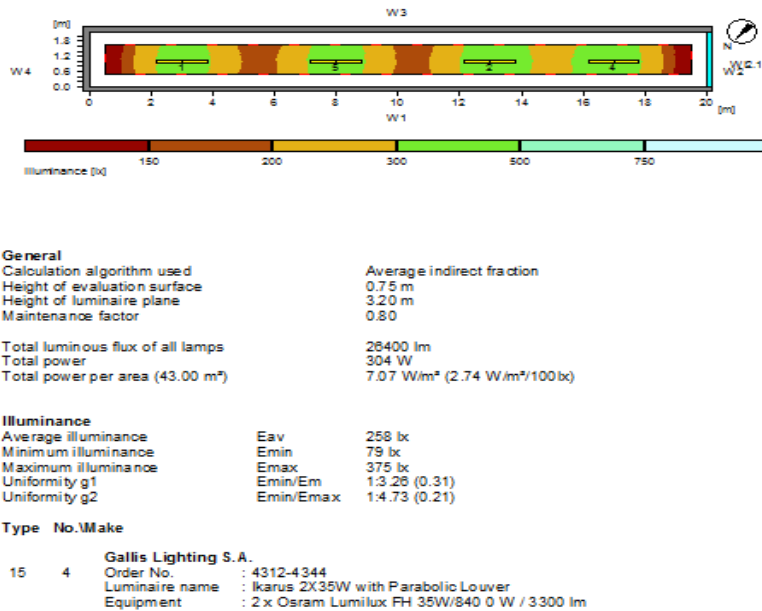 W3
[m]
1.8
1.2
0.6
0.0
W4
1 5 2 4
N
W2
0 2 4 6 8 10 12 14 16 18 20 [m]
W1
150 200 300 500 750
Illuminance [lx]
General
Calculation algorithm used Average indirect fraction
Height of evaluation surface 0.75 m
Height of luminaire plane 3.20 m
Maintenance factor 0.80
Total luminous flux of all lamps 26400 lm
Total power 304 W
Total power per area (43.00 m²) 7.07 W/m² (2.74 W/m²/100lx)
Illuminance
Average illuminance Eav 258 lx
Minimum illuminance Emin 79 lx
Maximum illuminance Emax 375 lx
Uniformity g1 Emin/Em 1:3.26 (0.31)
Uniformity g2 Emin/Emax 1:4.73 (0.21)
Type No.\Make
Gallis Lighting S.A.
15 4 Order No. : 4312-4344
Luminaire name : Ikarus 2X35W with Parabolic Louver
Equipment : 2 x Osram Lumilux FH 35W/840 0 W / 3300 lm